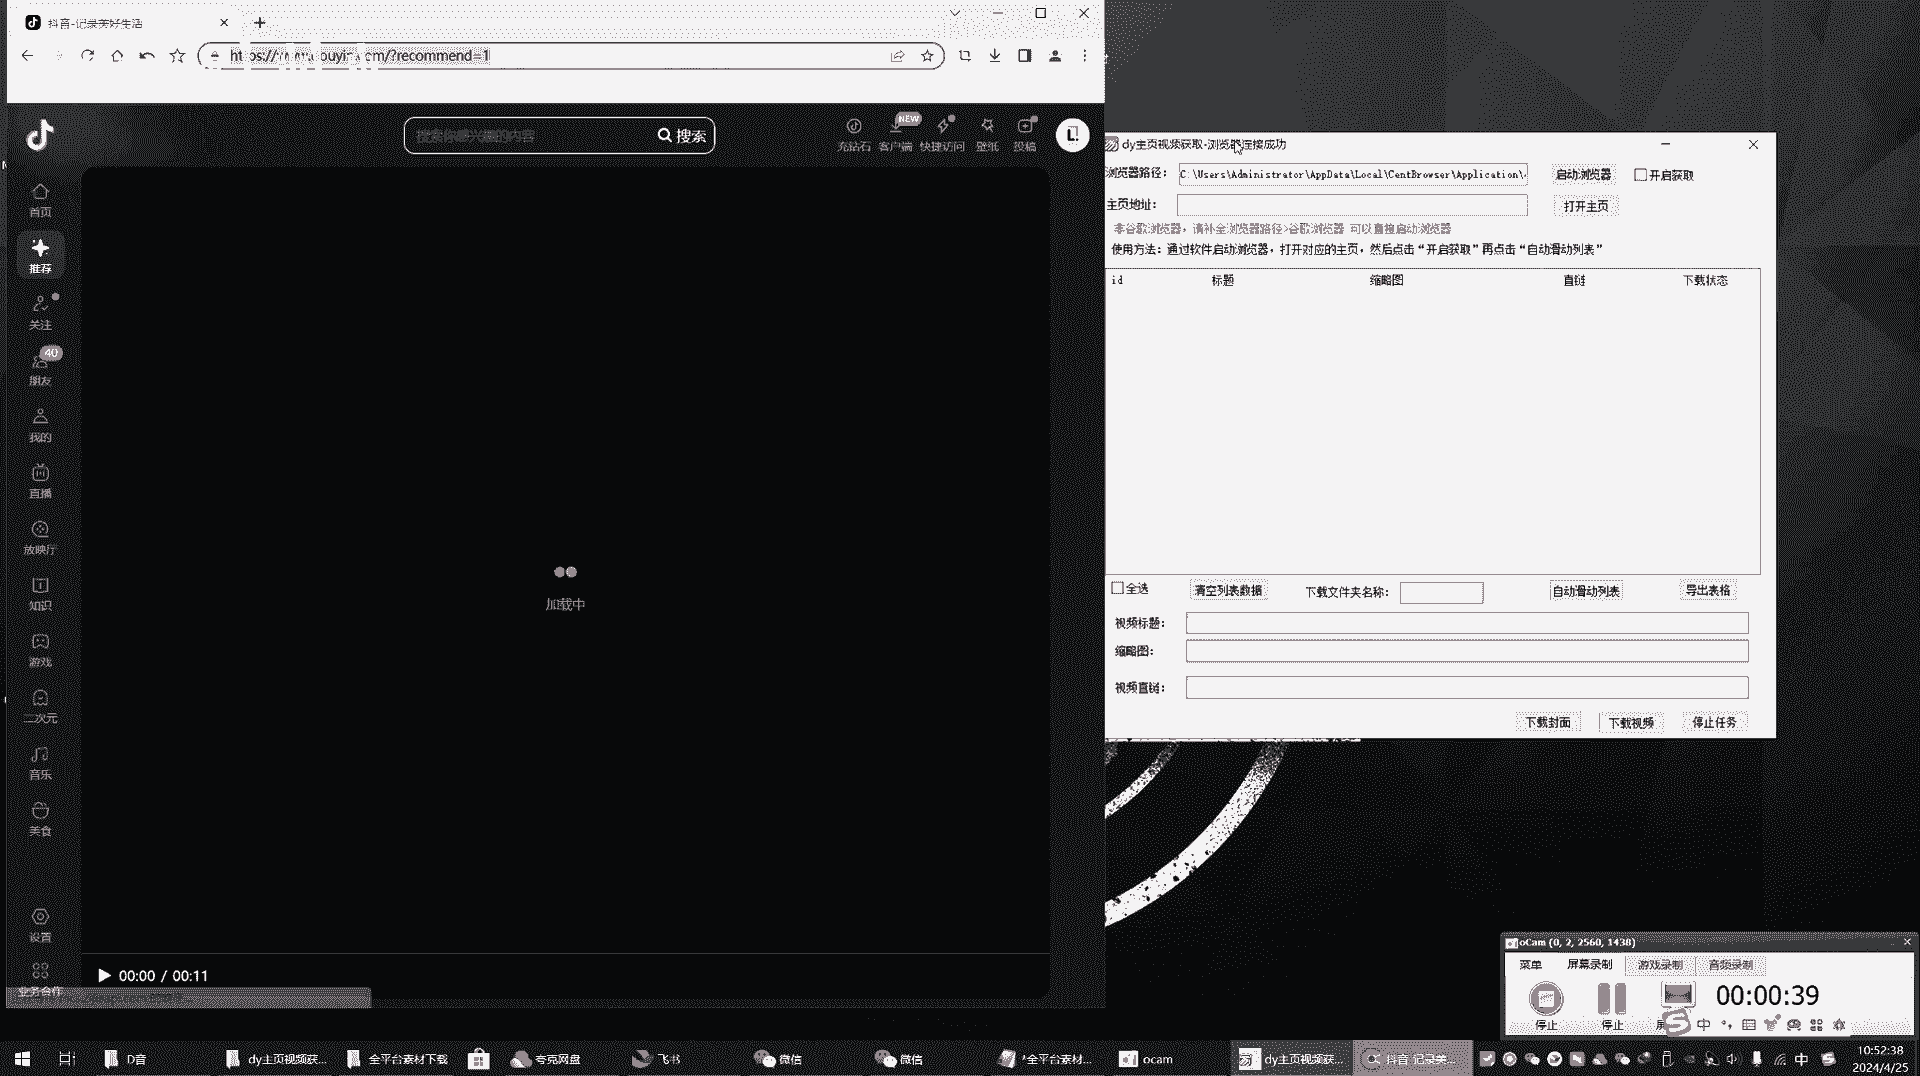 抖音-记录美好生活
搜索你感兴趣的内容
搜索
充钻石
NEW
客户端
快捷访问
壁纸
投稿
L.
首页
推荐
关注
40
朋友
我的
直播
放映厅
知识
游戏
二次元
音乐
美食
设置
业务合作
加载中
00:00 / 00:11
dy主页视频获取-浏览器连接成功
浏览器路径:
C:\Users\Administrator\AppData\Local\CentBrowser\Application\
启动浏览器
开启获取
主页地址:
打开主页
非谷歌浏览器，请补全浏览器路径>谷歌浏览器 可以直接启动浏览器
使用方法：通过软件启动浏览器，打开对应的主页，然后点击“开启获取”再点击“自动滑动列表”
id 标题 缩略图 直链 下载状态
全选
清空列表数据
下载文件夹名称:
自动滑动列表
导出表格
视频标题:
缩略图:
视频直链:
下载封面
下载视频
停止任务
oCam (0, 2, 2560, 1438)
菜单
屏幕录制
游戏录制
音频录制
00:00:39
停止
停止
屏
中
D音
dy主页视频获...
全平台素材下载
夸克网盘
飞书
微信
微信
*全平台素材...
ocam
dy主页视频获...
抖音-记录美...
中
10:52:38
2024/4/25